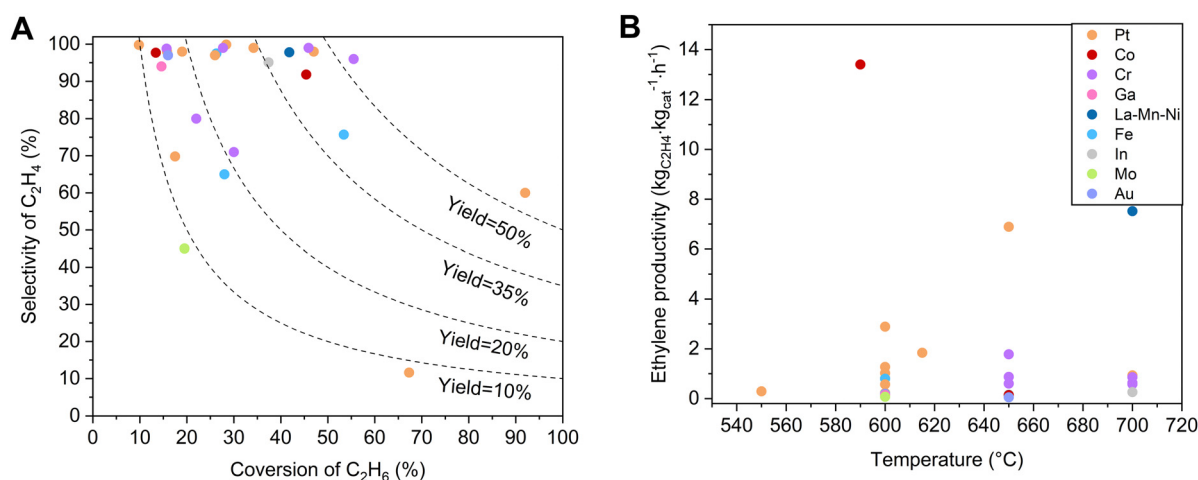 A
Selectivity of C₂H₄ (%)
100
90
80
70
60
50
40
30
20
10
0
Yield=50%
Yield=35%
Yield=20%
Yield=10%
0 10 20 30 40 50 60 70 80 90 100
Coversion of C₂H₆ (%)
B
Ethylene productivity (kg_C2H4·kg_cat⁻¹·h⁻¹)
14
12
10
8
6
4
2
0
Pt
Co
Cr
Ga
La-Mn-Ni
Fe
In
Mo
Au
540 560 580 600 620 640 660 680 700 720
Temperature (°C)